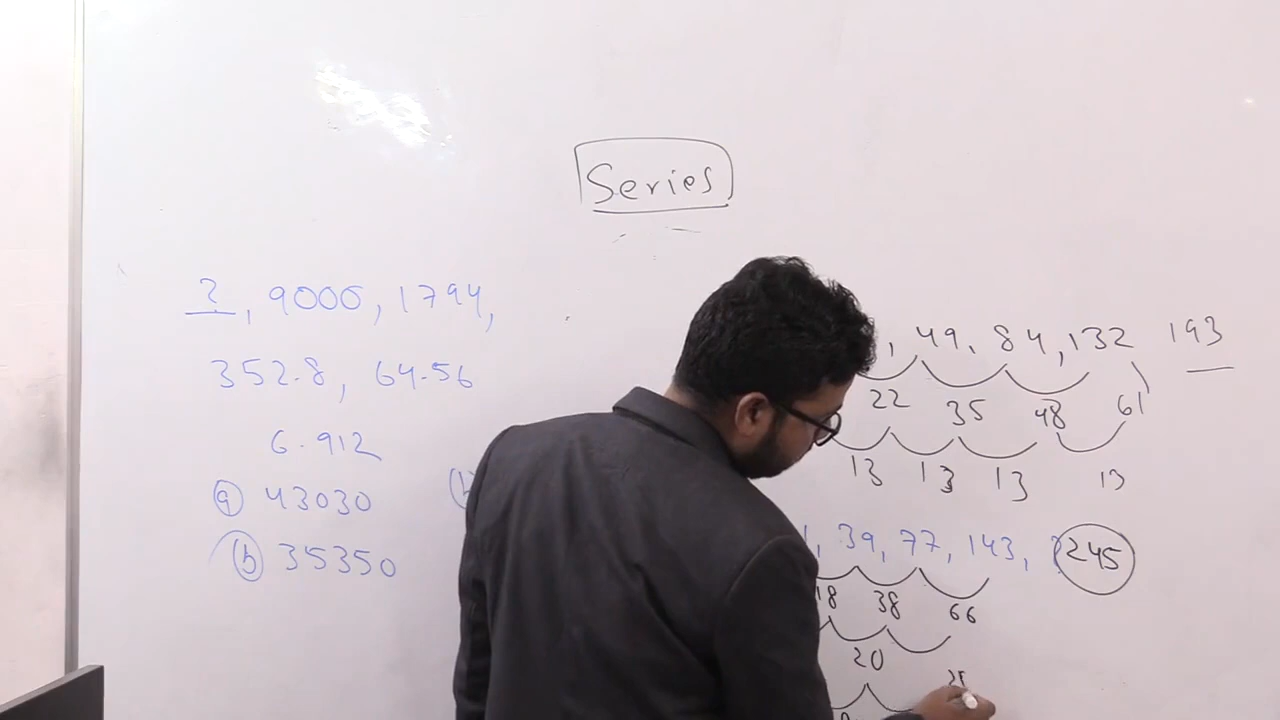 Series
?, 9000, 1794,
352.8, 64.56
6.912
(a) 43030
(b) 35350
, 49, 84, 132 193
22 35 48 61
13 13 13 13
, 39, 77, 143, 245
18 38 66
20